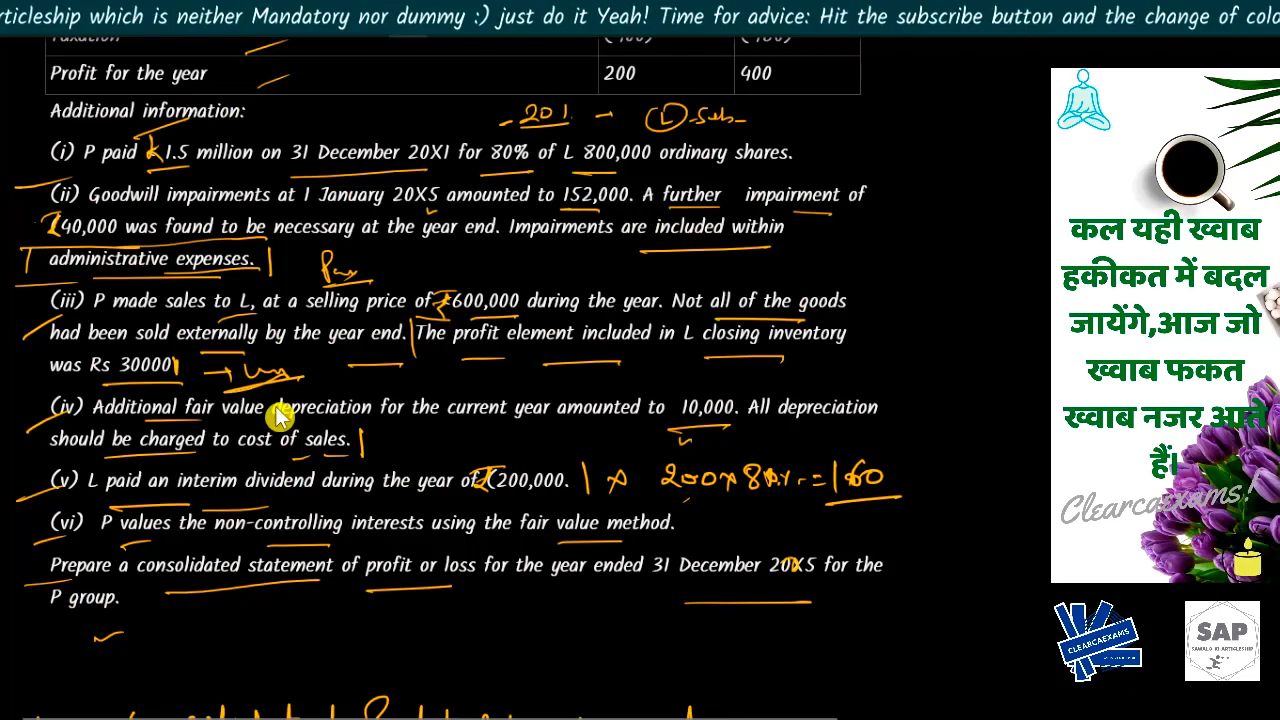 rticleship which is neither Mandatory nor dummy :) just do it Yeah! Time for advice: Hit the subscribe button and the change of colo
Taxation
Profit for the year 200 400
Additional information:
20% → L Sub
(i) P paid ₹1.5 million on 31 December 20X1 for 80% of L 800,000 ordinary shares.
(ii) Goodwill impairments at 1 January 20X5 amounted to 152,000. A further impairment of
₹40,000 was found to be necessary at the year end. Impairments are included within
administrative expenses.
(iii) P made sales to L, at a selling price of ₹600,000 during the year. Not all of the goods
had been sold externally by the year end. The profit element included in L closing inventory
was Rs 30000
(iv) Additional fair value depreciation for the current year amounted to 10,000. All depreciation
should be charged to cost of sales.
(v) L paid an interim dividend during the year of ₹200,000. 200 x 80% = 160
(vi) P values the non-controlling interests using the fair value method.
Prepare a consolidated statement of profit or loss for the year ended 31 December 20X5 for the
P group.
कल यही ख्वाब
हकीकत में बदल
जायेंगे,आज जो
ख्वाब फकत
ख्वाब नजर आते
हैं।
Clearcaexams!
CLEARCAEXAMS
SAP
SAMALO KI ARTICLESHIP